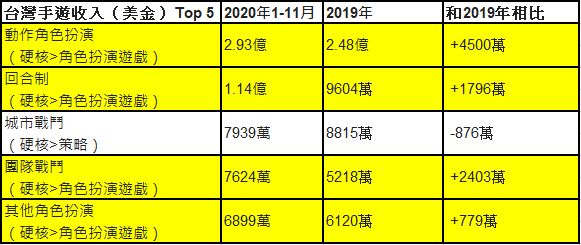 台灣手遊收入（美金）Top 5 2020年1-11月 2019年 和2019年相比
動作角色扮演
（硬核>角色扮演遊戲） 2.93億 2.48億 +4500萬
回合制
（硬核>角色扮演遊戲） 1.14億 9604萬 +1796萬
城市戰鬥
（硬核>策略） 7939萬 8815萬 -876萬
團隊戰鬥
（硬核>角色扮演遊戲） 7624萬 5218萬 +2403萬
其他角色扮演
（硬核>角色扮演遊戲） 6899萬 6120萬 +779萬